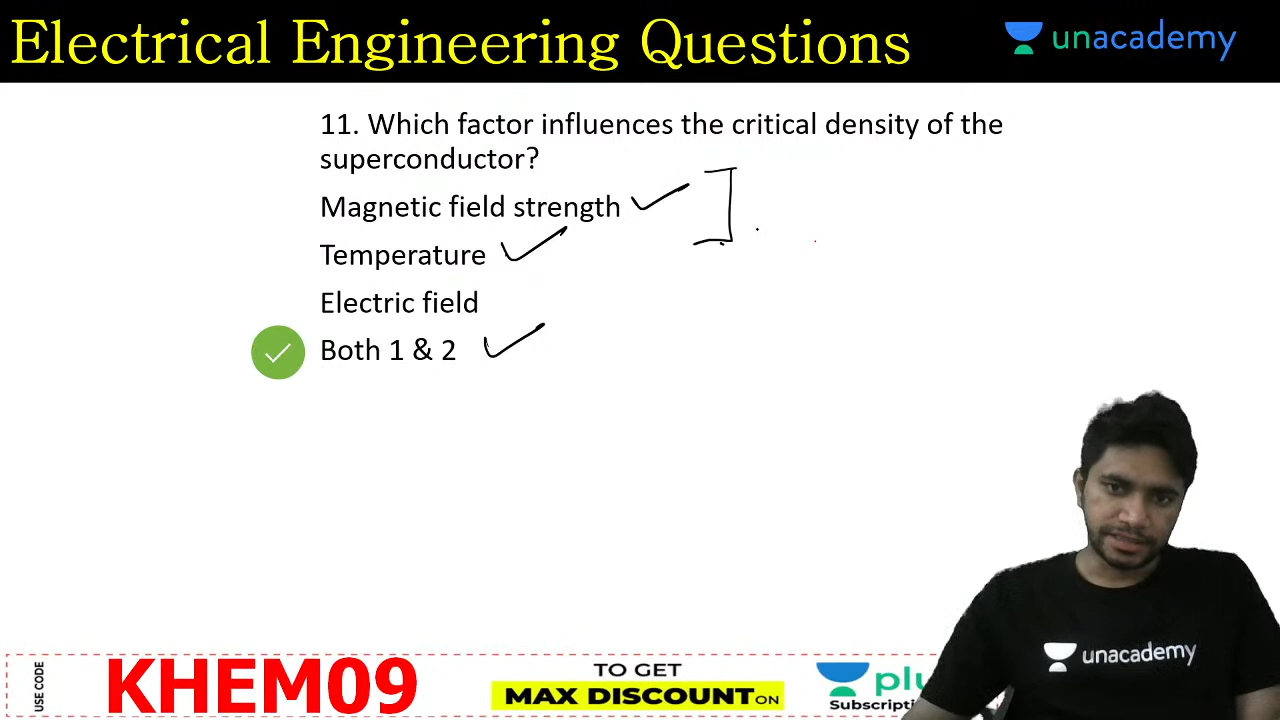 Electrical Engineering Questions
unacademy
11. Which factor influences the critical density of the
superconductor?
Magnetic field strength
Temperature
Electric field
Both 1 & 2
unacademy
USE CODE
KHEM09
TO GET
MAX DISCOUNT ON
Subscripti